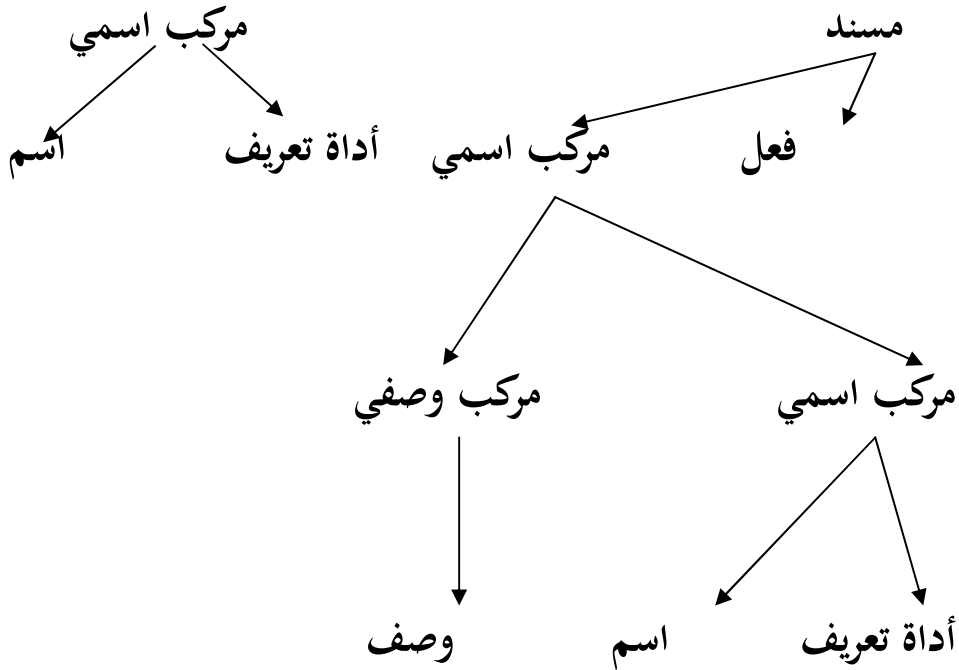 مسند مركب اسمي
فعل مركب اسمي أداة تعريف اسم
مركب اسمي مركب وصفي
أداة تعريف اسم وصف